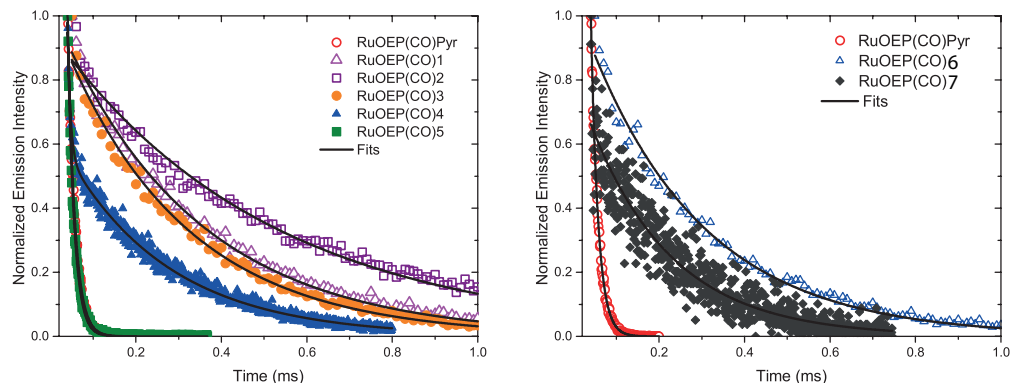 1.0
0.8
0.6
0.4
0.2
0.0
Normalized Emission Intensity
0.2 0.4 0.6 0.8 1.0
Time (ms)
RuOEP(CO)Pyr
RuOEP(CO)1
RuOEP(CO)2
RuOEP(CO)3
RuOEP(CO)4
RuOEP(CO)5
Fits
1.0
0.8
0.6
0.4
0.2
0.0
Normalized Emission Intensity
0.2 0.4 0.6 0.8 1.0
Time (ms)
RuOEP(CO)Pyr
RuOEP(CO)6
RuOEP(CO)7
Fits